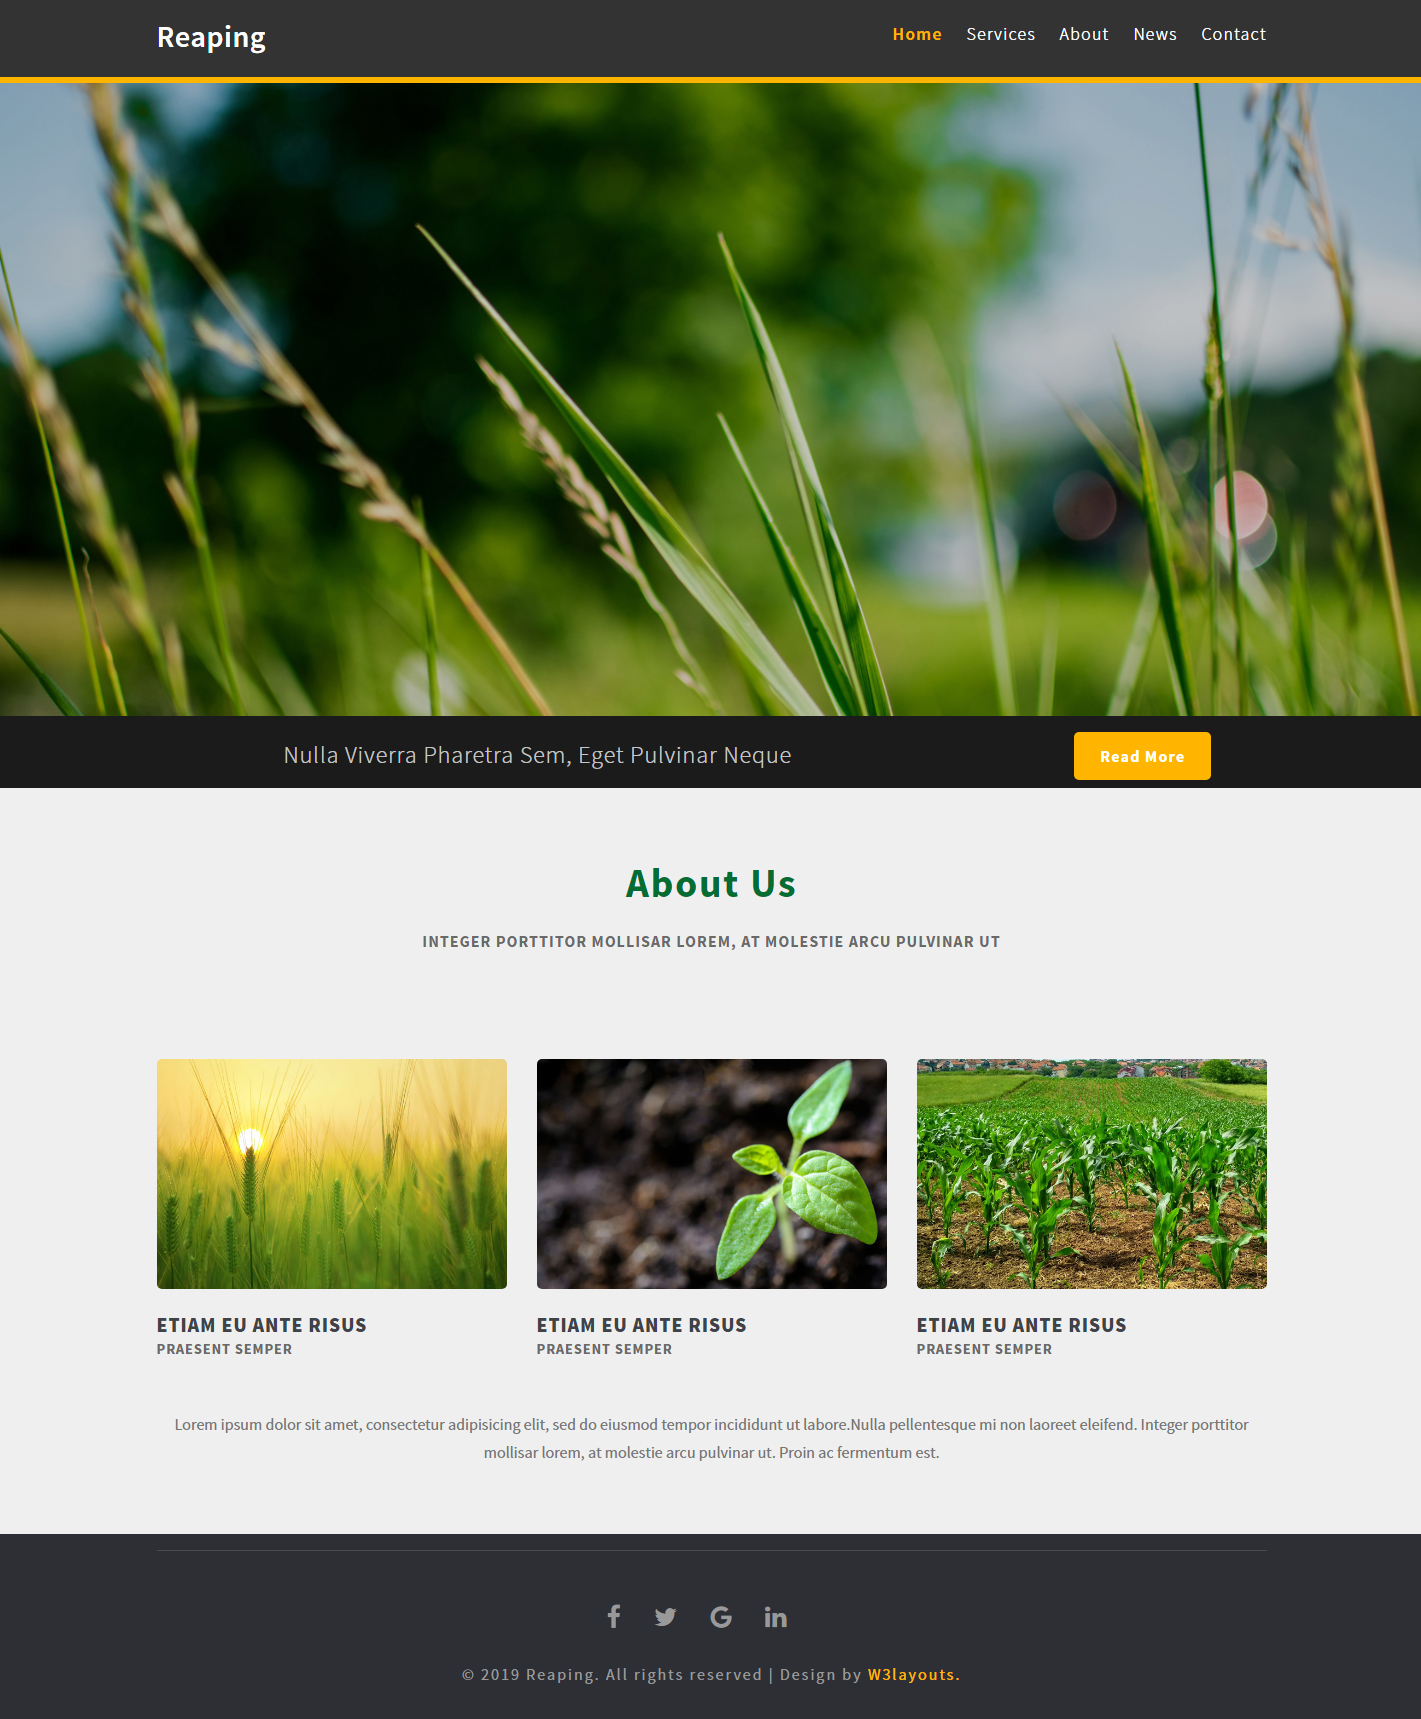 Reaping
Home Services About News Contact
Nulla Viverra Pharetra Sem, Eget Pulvinar Neque
Read More
About Us
INTEGER PORTTITOR MOLLISAR LOREM, AT MOLESTIE ARCU PULVINAR UT
ETIAM EU ANTE RISUS
PRAESENT SEMPER
ETIAM EU ANTE RISUS
PRAESENT SEMPER
ETIAM EU ANTE RISUS
PRAESENT SEMPER
Lorem ipsum dolor sit amet, consectetur adipisicing elit, sed do eiusmod tempor incididunt ut labore.Nulla pellentesque mi non laoreet eleifend. Integer porttitor
mollisar lorem, at molestie arcu pulvinar ut. Proin ac fermentum est.
© 2019 Reaping. All rights reserved | Design by W3layouts.